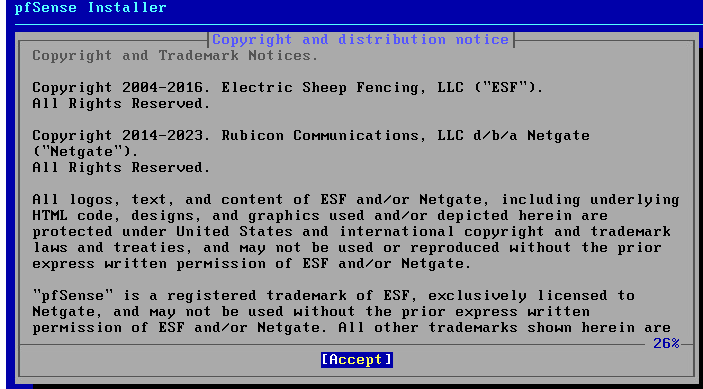 pfSense Installer
Copyright and distribution notice
Copyright and Trademark Notices.
Copyright 2004-2016. Electric Sheep Fencing, LLC ("ESF").
All Rights Reserved.
Copyright 2014-2023. Rubicon Communications, LLC d/b/a Netgate
("Netgate").
All Rights Reserved.
All logos, text, and content of ESF and/or Netgate, including underlying
HTML code, designs, and graphics used and/or depicted herein are
protected under United States and international copyright and trademark
laws and treaties, and may not be used or reproduced without the prior
express written permission of ESF and/or Netgate.
"pfSense" is a registered trademark of ESF, exclusively licensed to
Netgate, and may not be used without the prior express written
permission of ESF and/or Netgate. All other trademarks shown herein are
26%
[Accept]